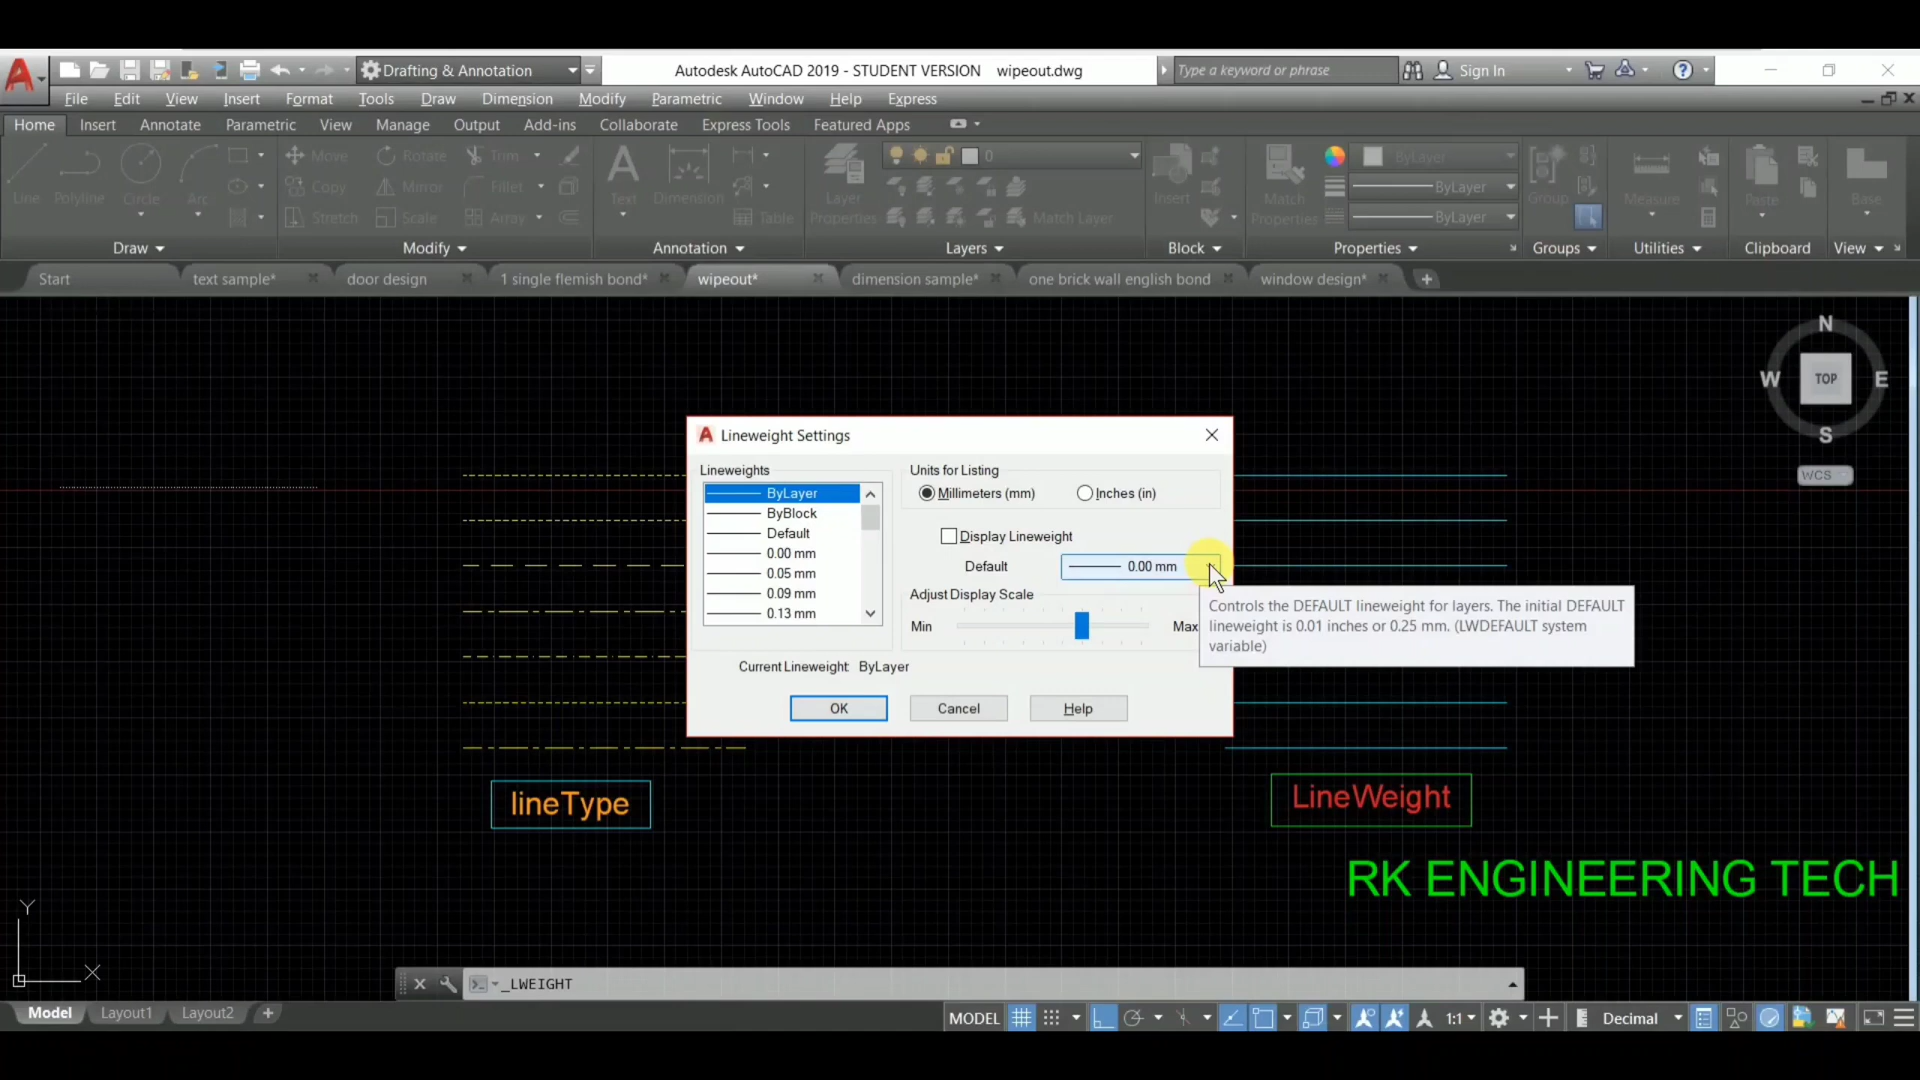 Drafting & Annotation
Autodesk AutoCAD 2019 - STUDENT VERSION wipeout.dwg
Type a keyword or phrase
Sign In
File Edit View Insert Format Tools Draw Dimension Modify Parametric Window Help Express
Home Insert Annotate Parametric View Manage Output Add-ins Collaborate Express Tools Featured Apps
Move Rotate Trim
0
ByLayer
Copy Mirror Fillet
ByLayer
Line Polyline Circle Arc
Text Dimension
Layer
Insert
Match
Group Measure Paste Base
Stretch Scale Array
Table
Properties
Match Layer
Properties
ByLayer
Draw Modify Annotation Layers Block Properties Groups Utilities Clipboard View
Start text sample* door design 1 single flemish bond* wipeout* dimension sample* one brick wall english bond window design*
N
W TOP E
S
WCS
Lineweight Settings
Lineweights
ByLayer
ByBlock
Default
0.00 mm
0.05 mm
0.09 mm
0.13 mm
Units for Listing
Millimeters (mm) Inches (in)
Display Lineweight
Default 0.00 mm
Adjust Display Scale
Min Max
Current Lineweight: ByLayer
OK Cancel Help
Controls the DEFAULT lineweight for layers. The initial DEFAULT
lineweight is 0.01 inches or 0.25 mm. (LWDEFAULT system
variable)
lineType
LineWeight
RK ENGINEERING TECH
Y
X
_LWEIGHT
Model Layout1 Layout2
MODEL 1:1 Decimal